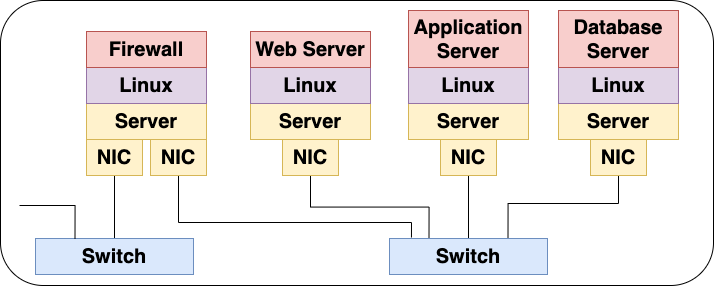 Firewall
Linux
Server
NIC NIC
Web Server
Linux
Server
NIC
Application
Server
Linux
Server
NIC
Database
Server
Linux
Server
NIC
Switch
Switch